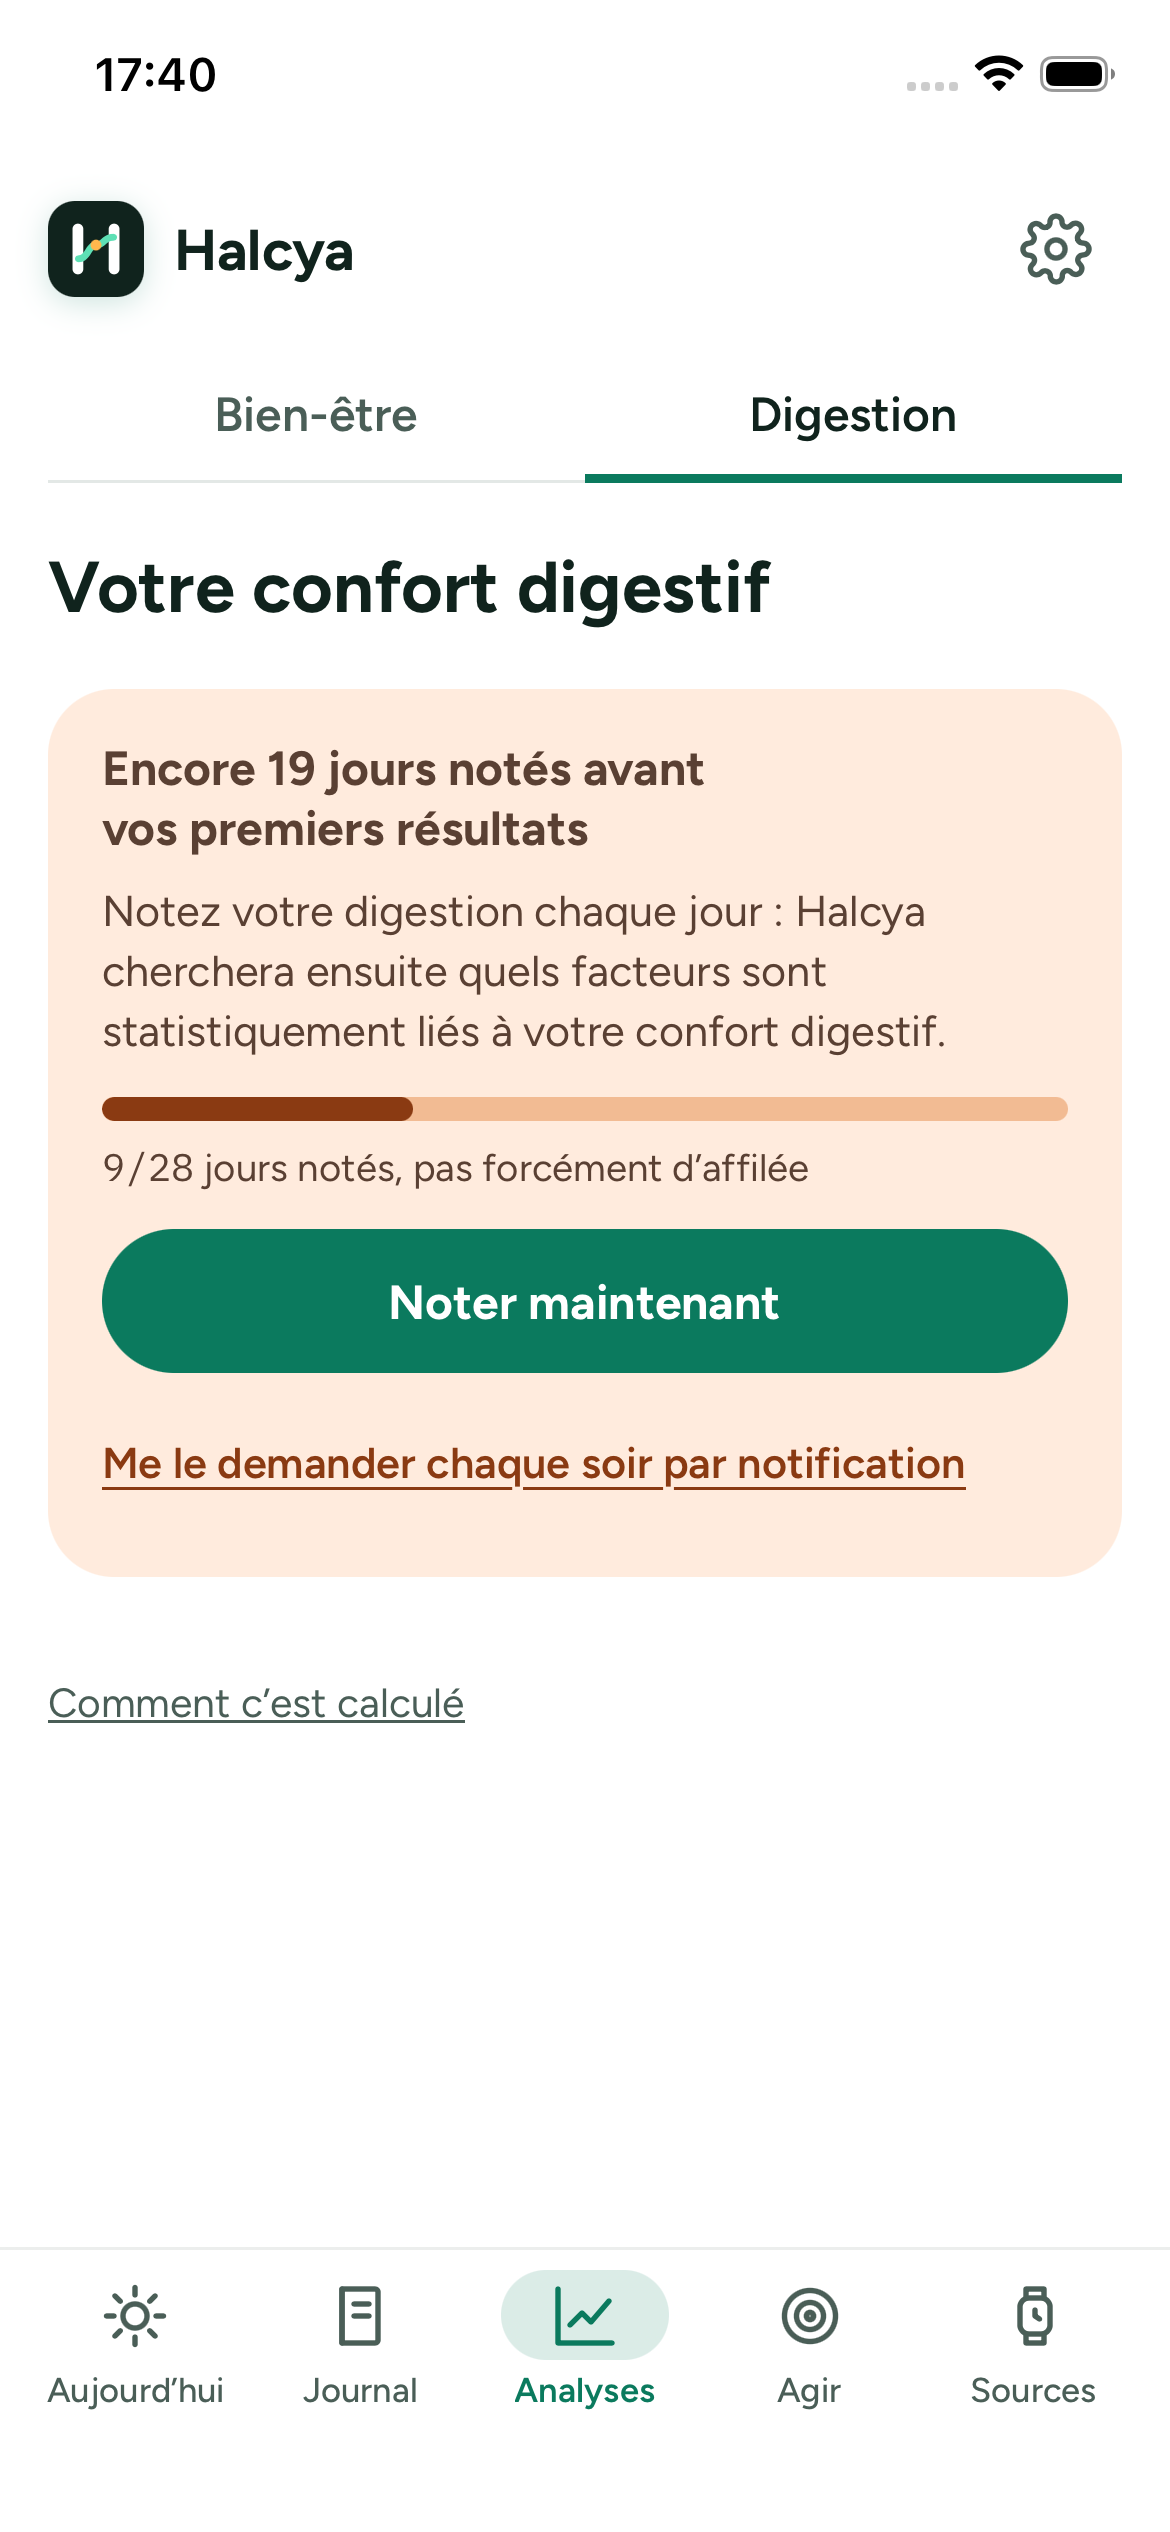 17:40
Halcya
Bien-être
Digestion
Votre confort digestif
Encore 19 jours notés avant
vos premiers résultats
Notez votre digestion chaque jour : Halcya
cherchera ensuite quels facteurs sont
statistiquement liés à votre confort digestif.
9/28 jours notés, pas forcément d’affilée
Noter maintenant
Me le demander chaque soir par notification
Comment c’est calculé
Aujourd’hui
Journal
Analyses
Agir
Sources